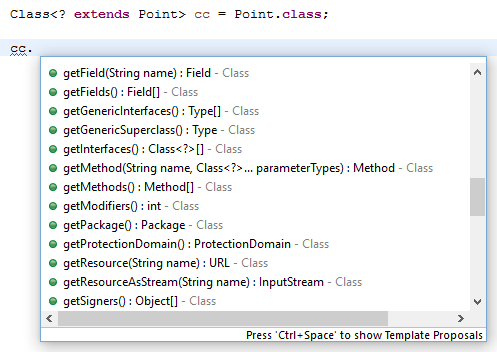 Class<? extends Point> cc = Point.class;
cc.
getField(String name) : Field - Class
getFields() : Field[] - Class
getGenericInterfaces() : Type[] - Class
getGenericSuperclass() : Type - Class
getInterfaces() : Class<?>[] - Class
getMethod(String name, Class<?>... parameterTypes) : Method - Class
getMethods() : Method[] - Class
getModifiers() : int - Class
getPackage() : Package - Class
getProtectionDomain() : ProtectionDomain - Class
getResource(String name) : URL - Class
getResourceAsStream(String name) : InputStream - Class
getSigners() : Object[] - Class
Press 'Ctrl+Space' to show Template Proposals